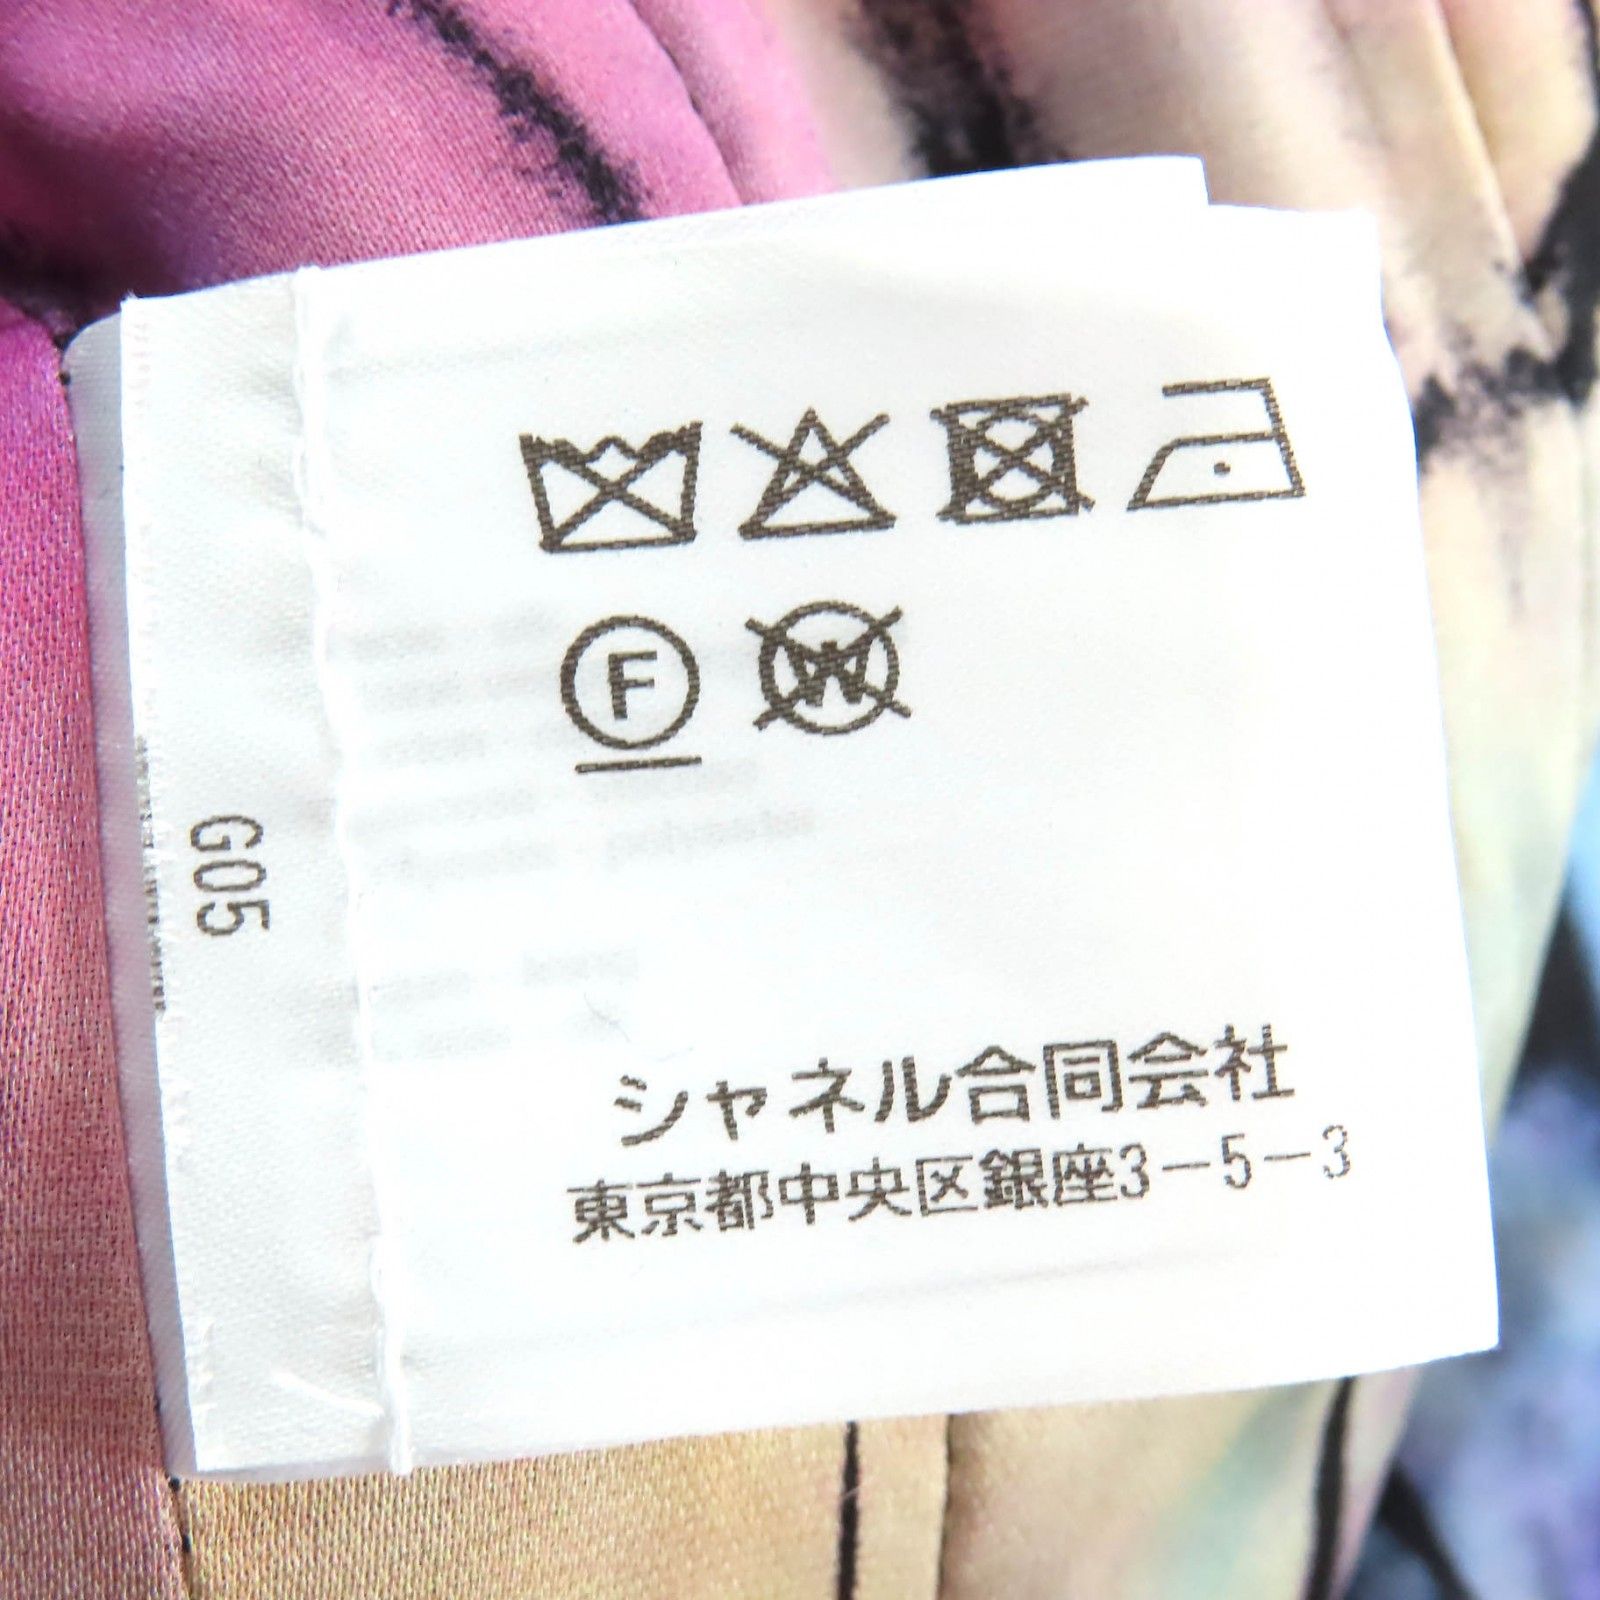 F
W
G05
シャネル合同会社
東京都中央区銀座3-5-3